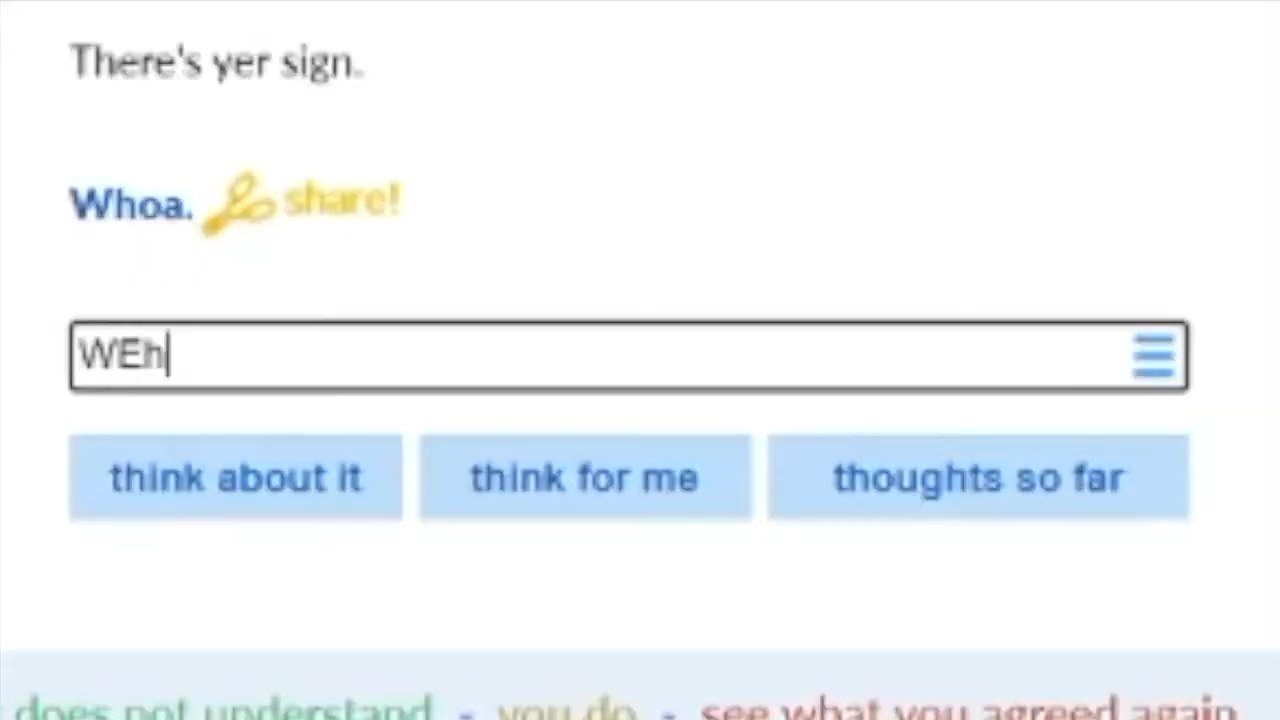 There's yer sign.
Whoa. share!
WEh
think about it think for me thoughts so far
does not understand - you do - see what you agreed again